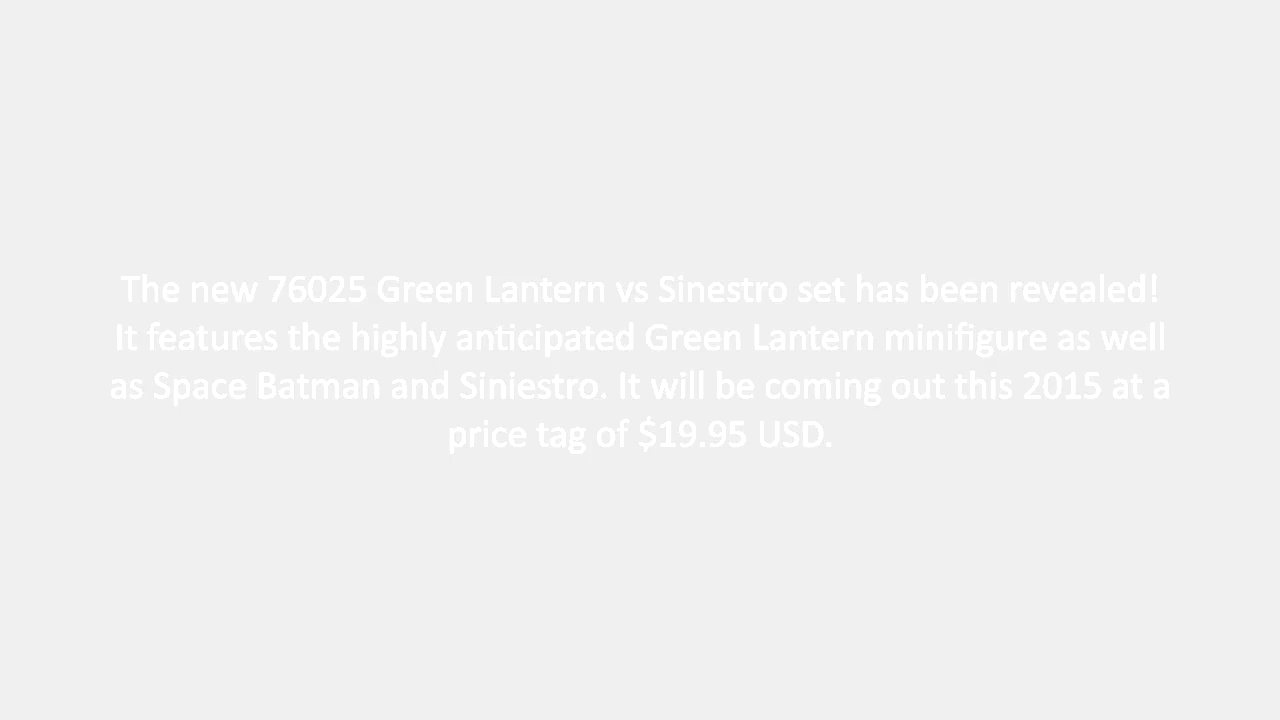 The new 76025 Green Lantern vs Sinestro set has been revealed!
It features the highly anticipated Green Lantern minifigure as well
as Space Batman and Siniestro. It will be coming out this 2015 at a
price tag of $19.95 USD.